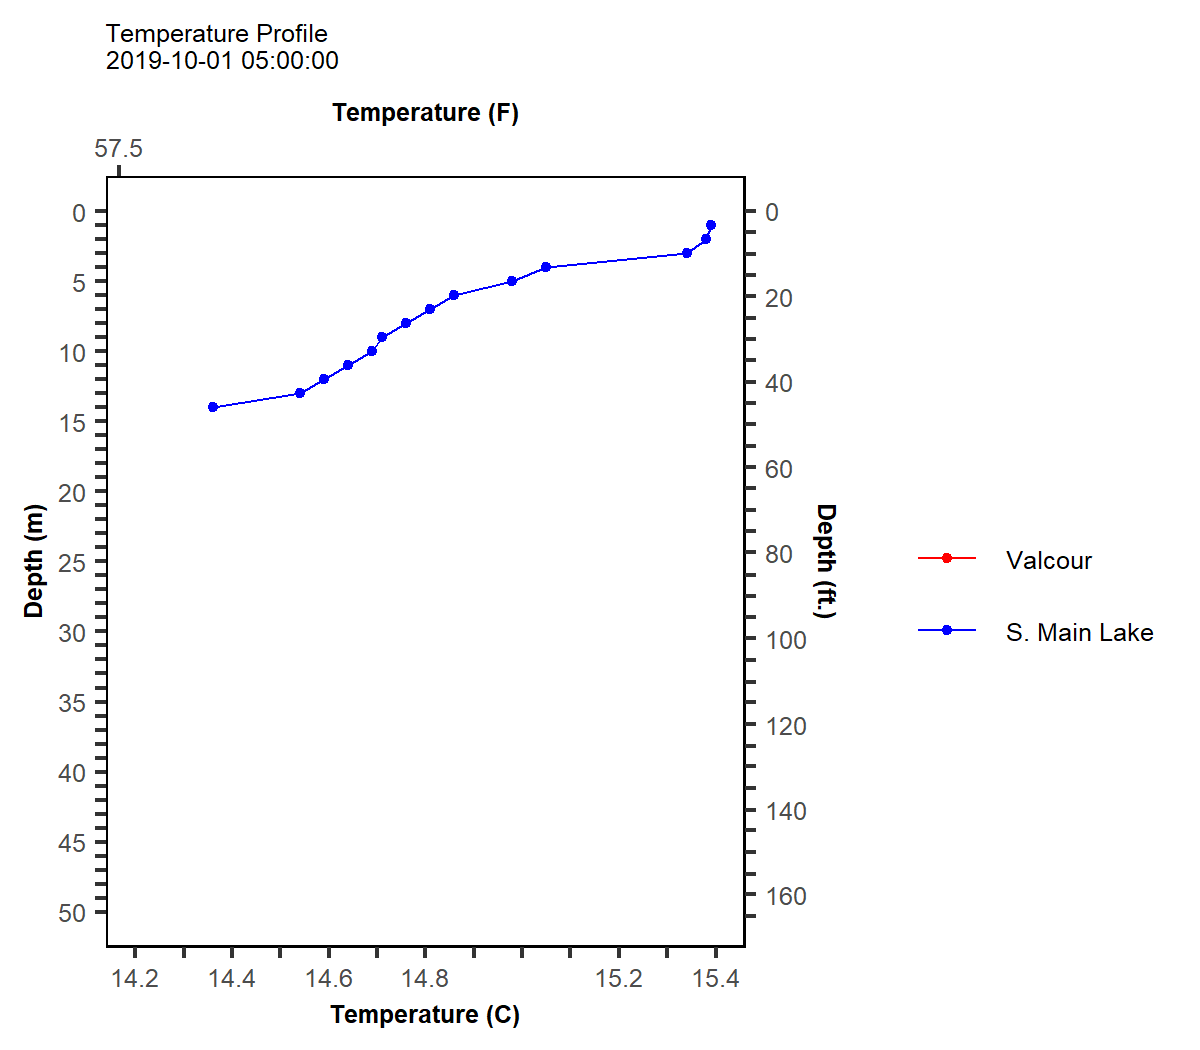 Temperature Profile
2019-10-01 05:00:00
Temperature (F)
57.5
0
5
10
15
20
25
30
35
40
45
50
Depth (m)
0
20
40
60
80
100
120
140
160
Depth (ft.)
Valcour
S. Main Lake
14.2 14.4 14.6 14.8 15.2 15.4
Temperature (C)